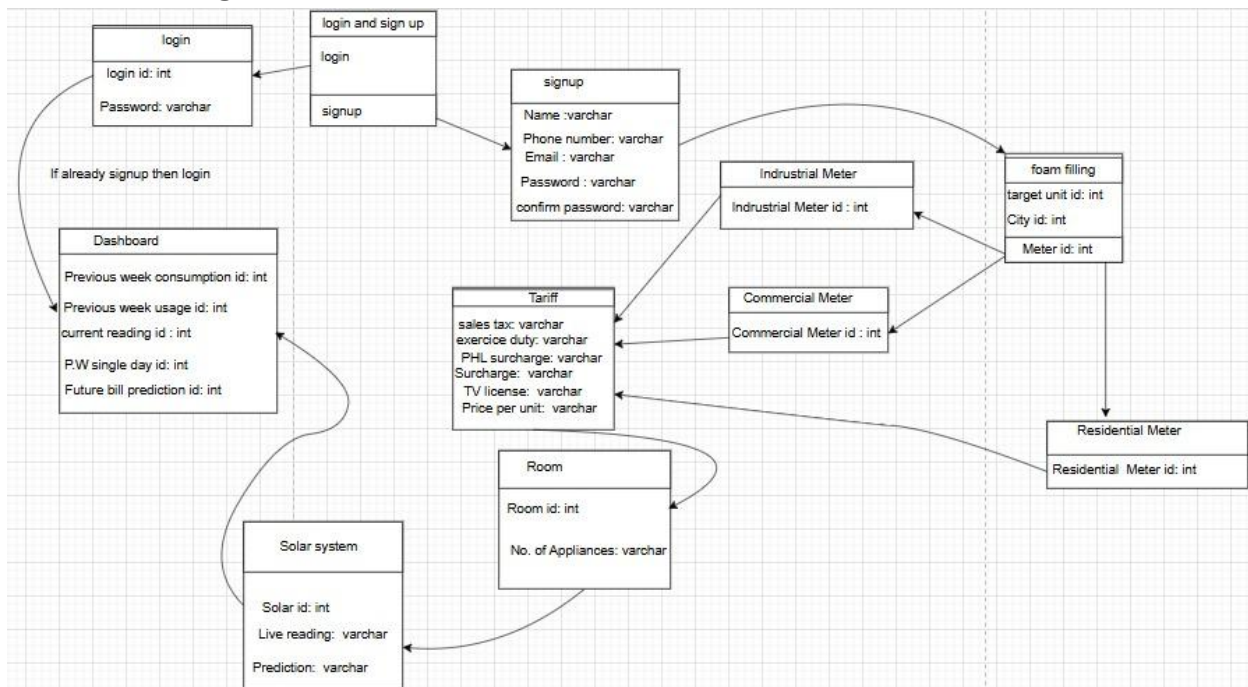 login
login id: int
Password: varchar
login and sign up
login
signup
signup
Name :varchar
Phone number: varchar
Email : varchar
Password : varchar
confirm password: varchar
If already signup then login
Indrustrial Meter
Indrustrial Meter id : int
foam filling
target unit id: int
City id: int
Meter id: int
Dashboard
Previous week consumption id: int
Previous week usage id: int
current reading id : int
P.W single day id: int
Future bill prediction id: int
Tariff
sales tax: varchar
exercice duty: varchar
PHL surcharge: varchar
Surcharge: varchar
TV license: varchar
Price per unit: varchar
Commercial Meter
Commercial Meter id : int
Residential Meter
Residential Meter id: int
Room
Room id: int
No. of Appliances: varchar
Solar system
Solar id: int
Live reading: varchar
Prediction: varchar